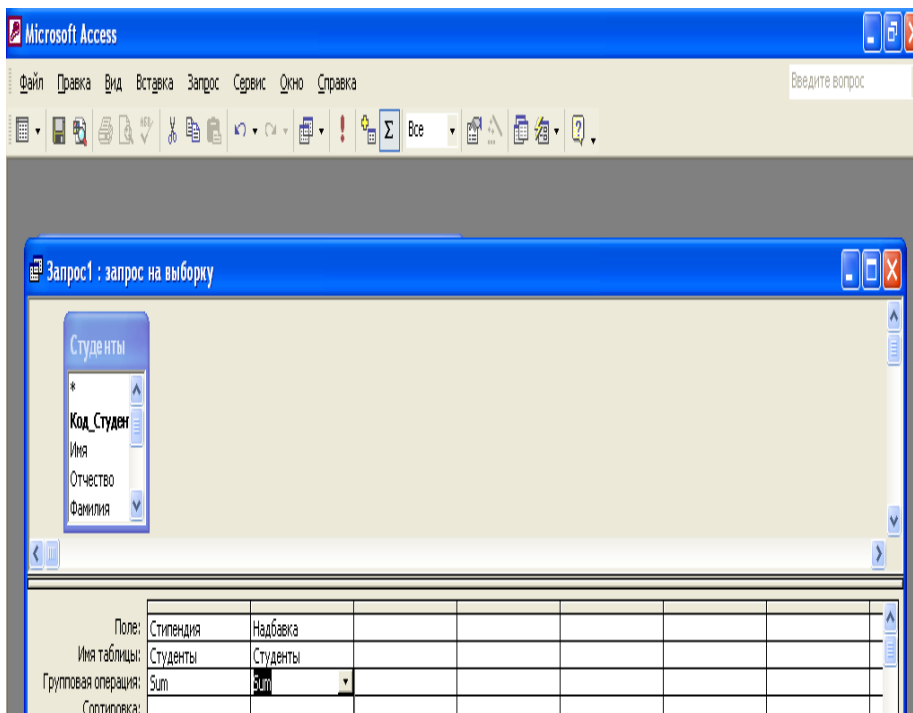 Microsoft Access
Файл Правка Вид Вставка Запрос Сервис Окно Справка Введите вопрос
Σ Все
Запрос1 : запрос на выборку
Студенты
*
Код_Студен
Имя
Отчество
Фамилия
Поле: Стипендия Надбавка
Имя таблицы: Студенты Студенты
Групповая операция: Sum Sum
Сортировка: